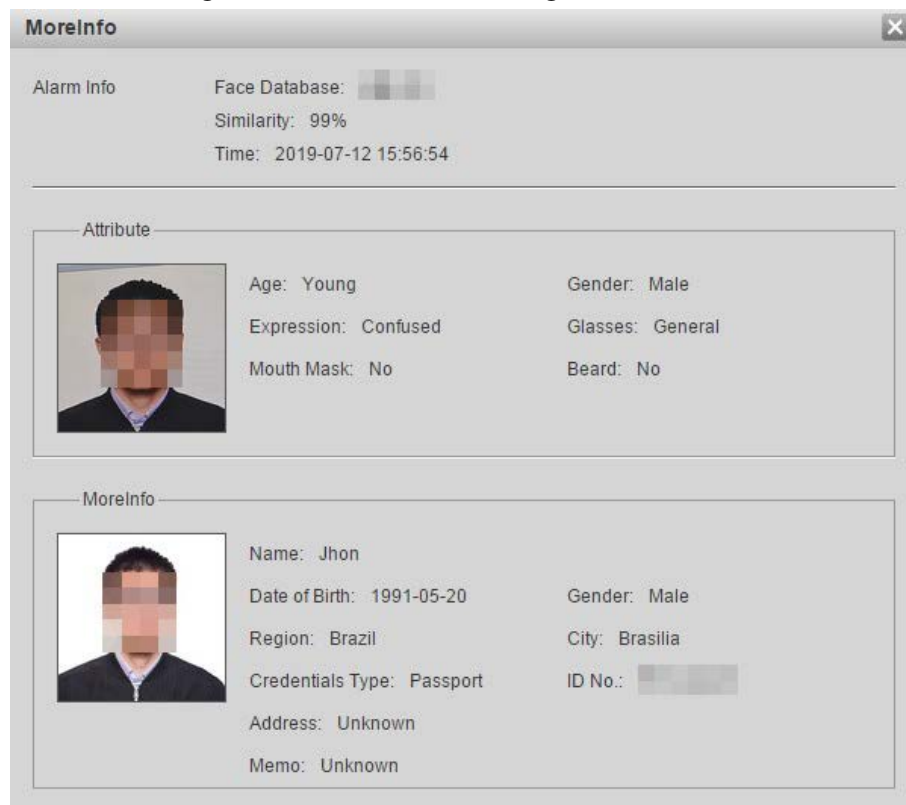 MoreInfo
Alarm Info Face Database:
Similarity: 99%
Time: 2019-07-12 15:56:54
Attribute
Age: Young Gender: Male
Expression: Confused Glasses: General
Mouth Mask: No Beard: No
MoreInfo
Name: Jhon
Date of Birth: 1991-05-20 Gender: Male
Region: Brazil City: Brasilia
Credentials Type: Passport ID No.:
Address: Unknown
Memo: Unknown